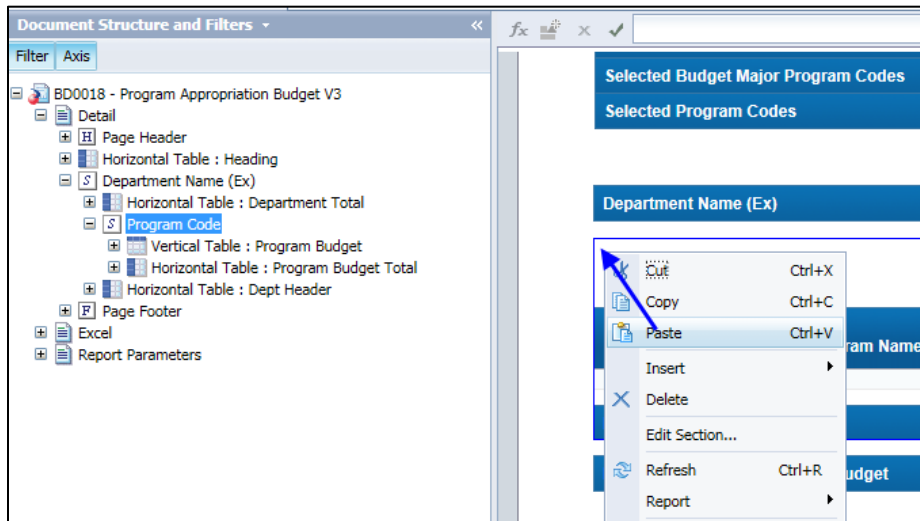 Document Structure and Filters
Filter Axis
BD0018 - Program Appropriation Budget V3
Detail
H Page Header
Horizontal Table : Heading
S Department Name (Ex)
Horizontal Table : Department Total
S Program Code
Vertical Table : Program Budget
Horizontal Table : Program Budget Total
Horizontal Table : Dept Header
F Page Footer
Excel
Report Parameters
fx
Selected Budget Major Program Codes
Selected Program Codes
Department Name (Ex)
Cut Ctrl+X
Copy Ctrl+C
Paste Ctrl+V
Insert
Delete
Edit Section...
Refresh Ctrl+R
Report
ram Name
udget